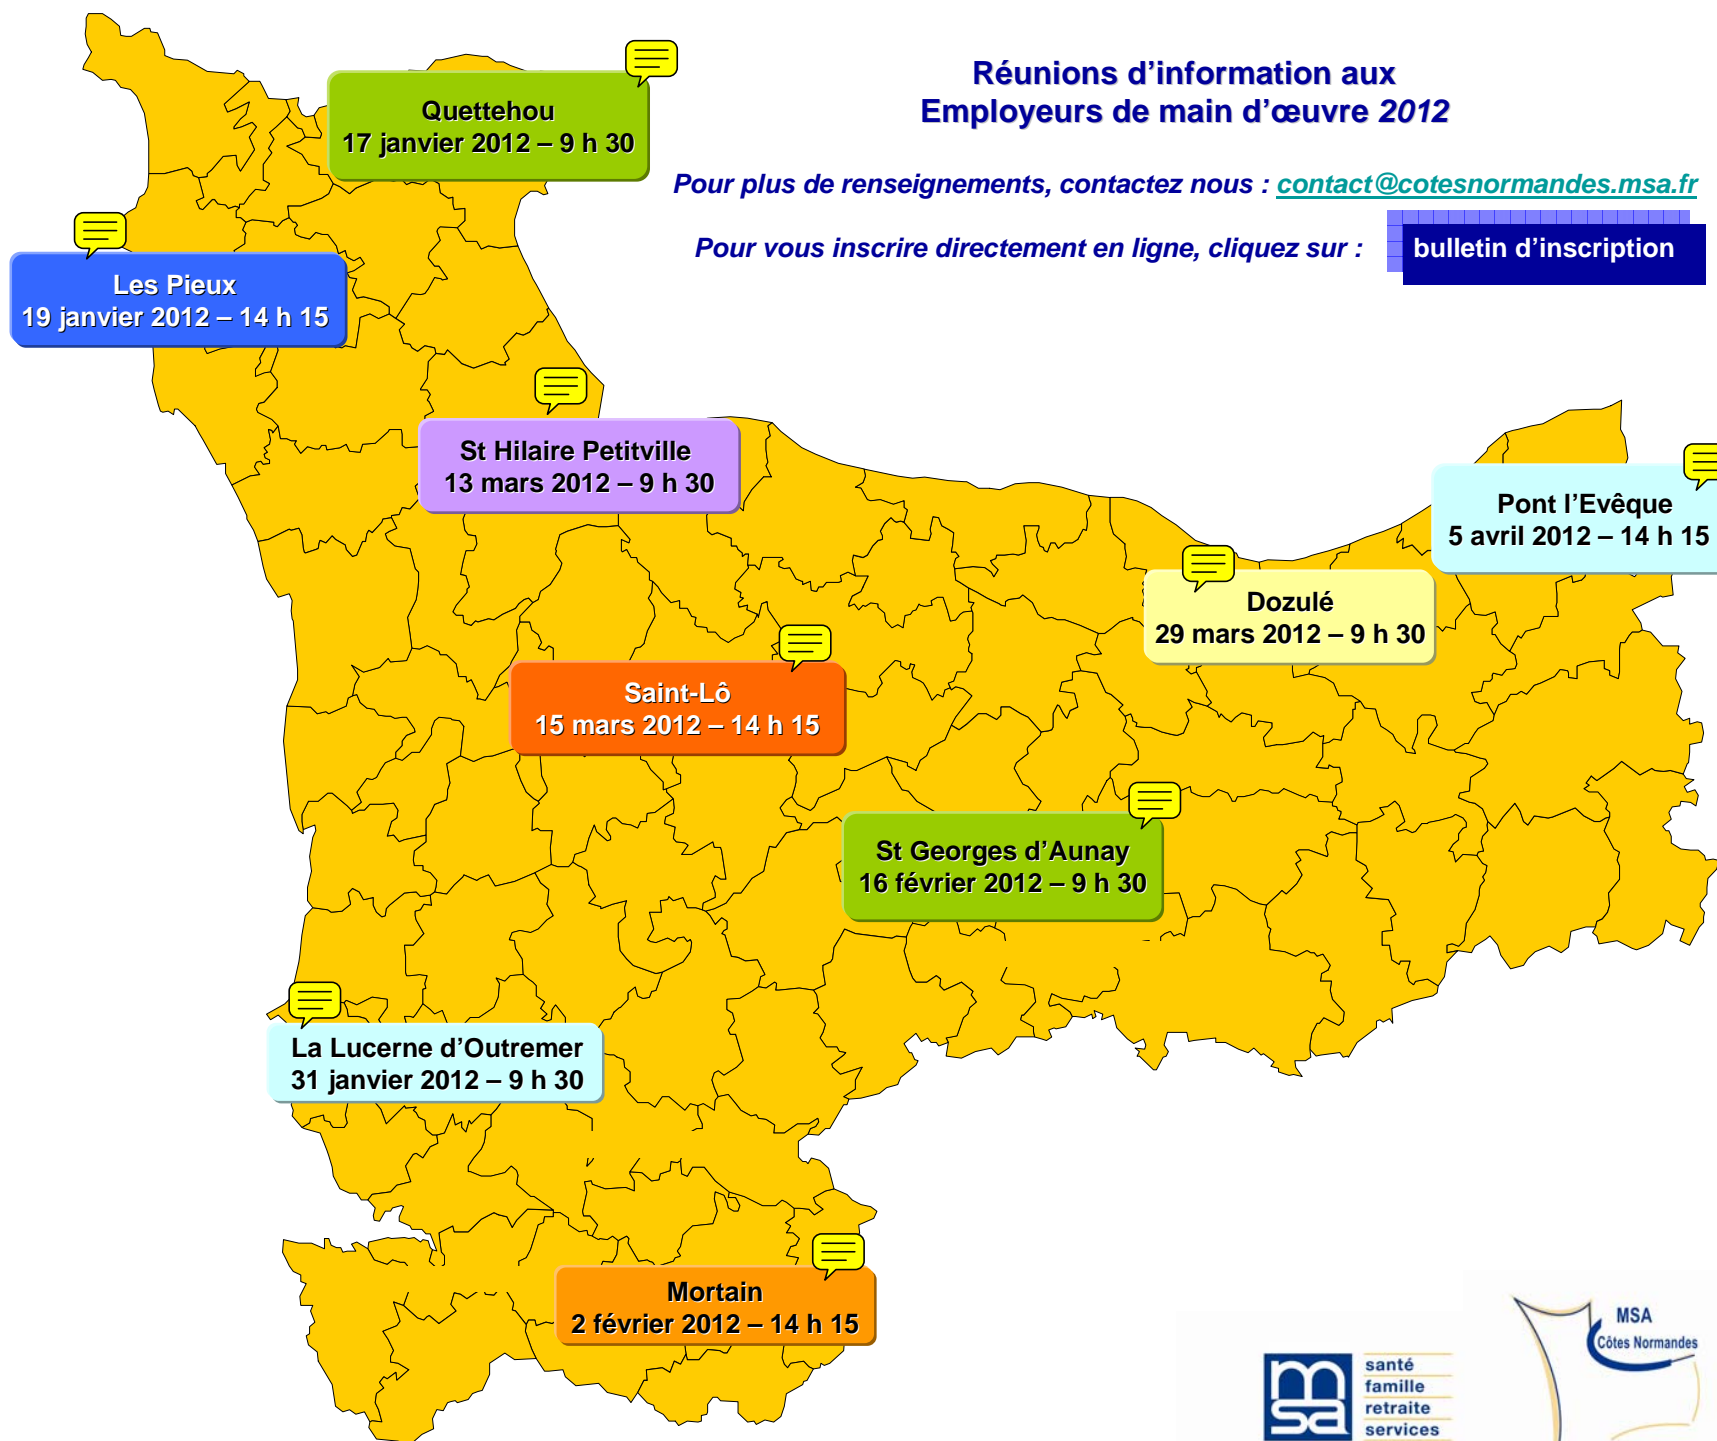 Réunions d'information aux
Employeurs de main d'œuvre 2012
Quettehou
17 janvier 2012 – 9 h 30
Pour plus de renseignements, contactez nous : contact@cotesnormandes.msa.fr
Pour vous inscrire directement en ligne, cliquez sur :
bulletin d'inscription
Les Pieux
19 janvier 2012 – 14 h 15
St Hilaire Petitville
13 mars 2012 – 9 h 30
Pont l'Evêque
5 avril 2012 – 14 h 15
Dozulé
29 mars 2012 – 9 h 30
Saint-Lô
15 mars 2012 – 14 h 15
St Georges d'Aunay
16 février 2012 – 9 h 30
La Lucerne d'Outremer
31 janvier 2012 – 9 h 30
Mortain
2 février 2012 – 14 h 15
MSA
Côtes Normandes
msa
santé
famille
retraite
services